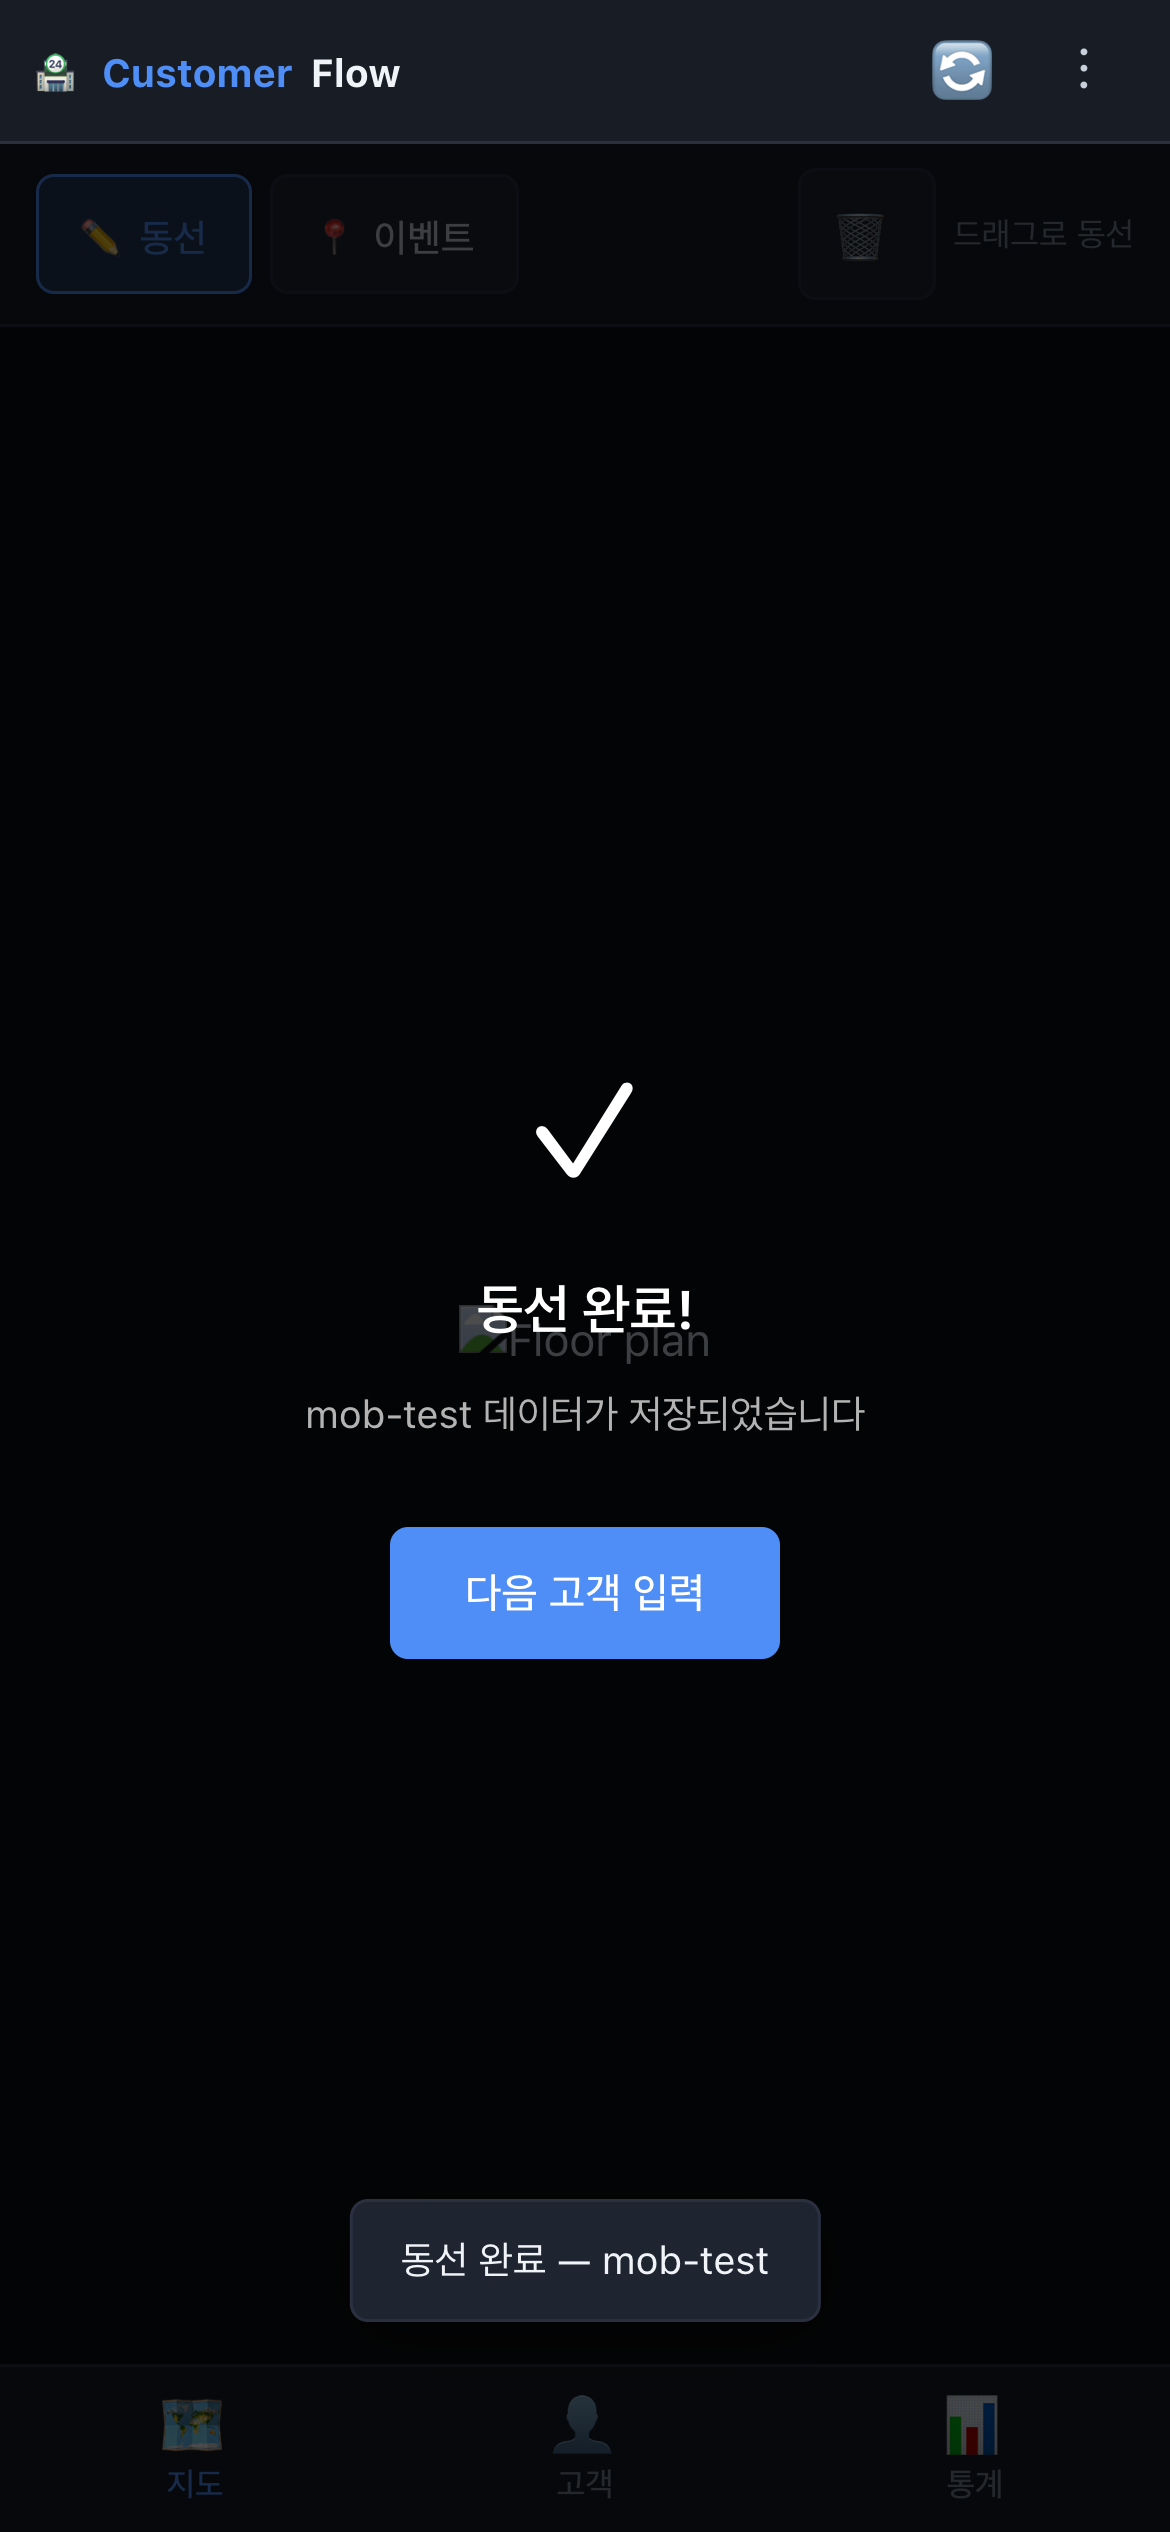 Customer Flow
동선
이벤트
드래그로 동선
동선 완료!
Floor plan
mob-test 데이터가 저장되었습니다
다음 고객 입력
동선 완료 — mob-test
지도
고객
통계